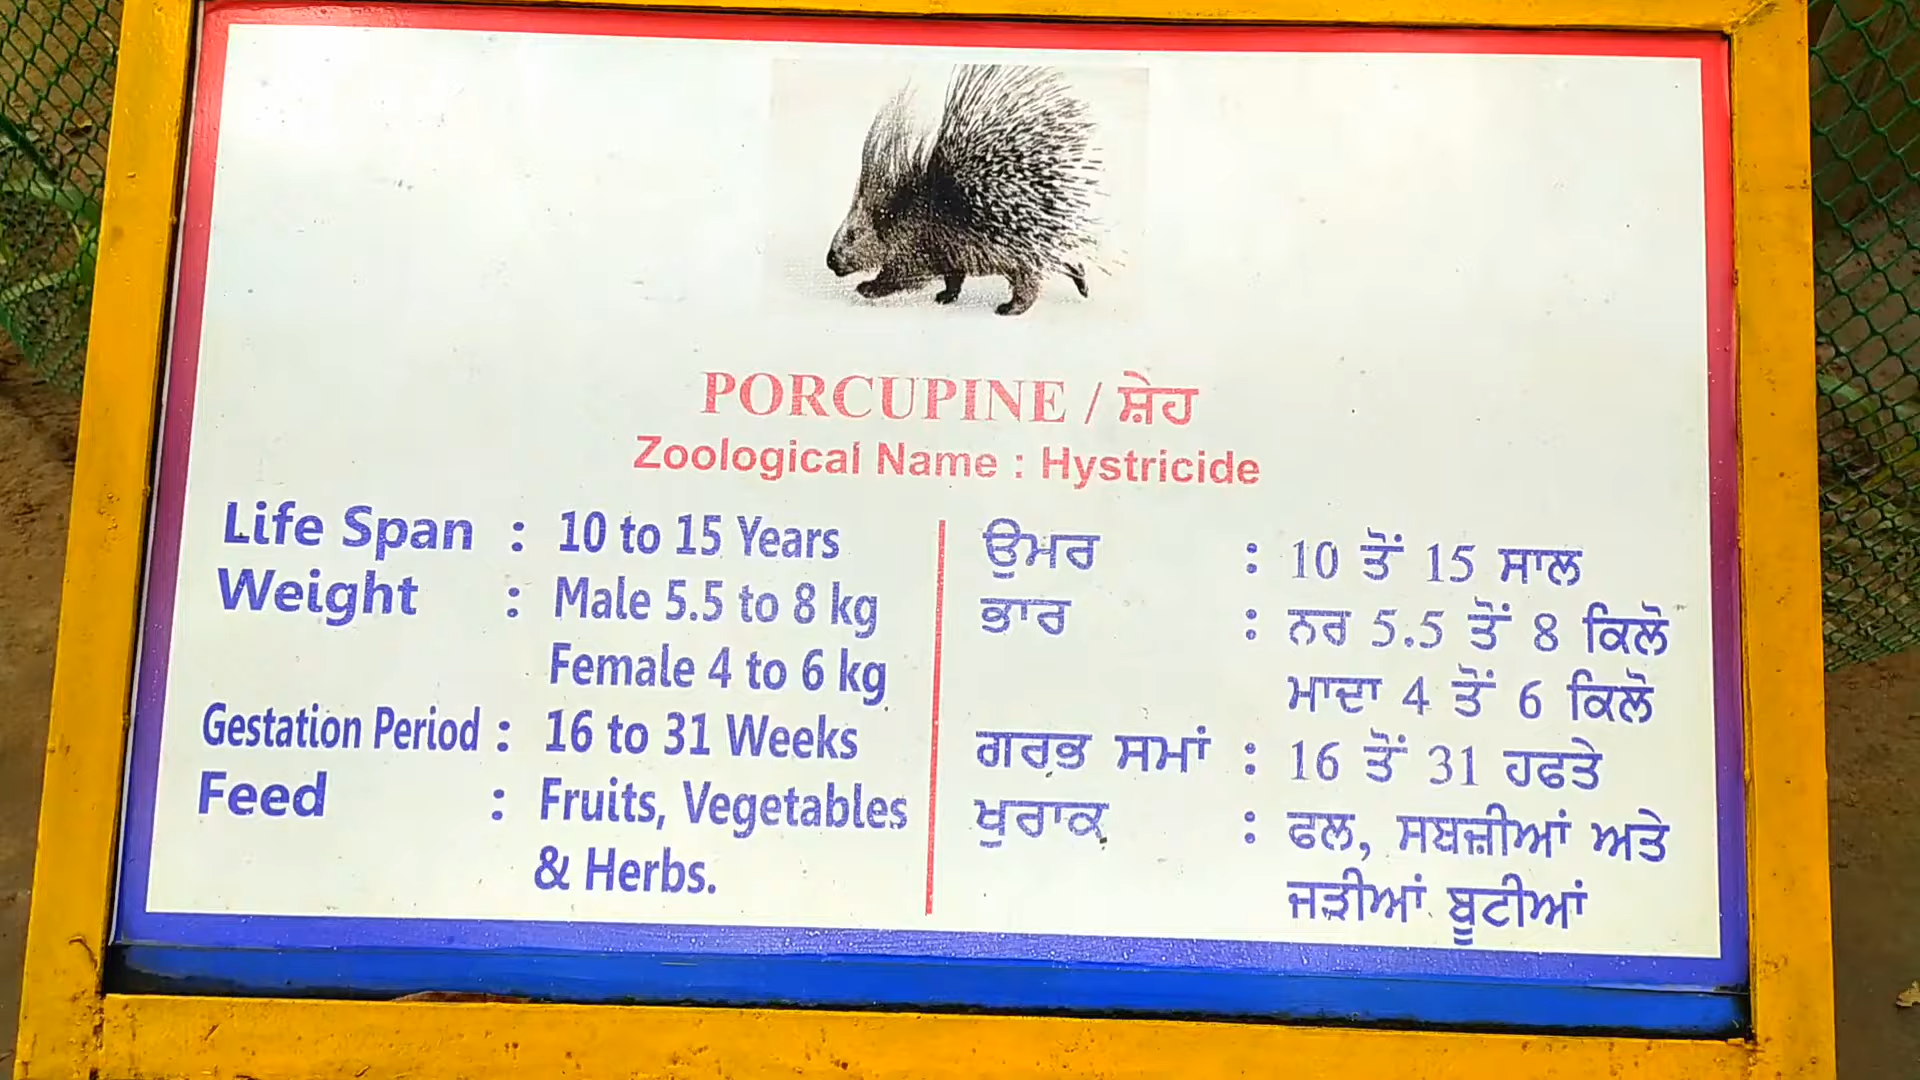 PORCUPINE / ਸ਼ੇਹ
Zoological Name : Hystricide
Life Span : 10 to 15 Years
Weight : Male 5.5 to 8 kg
Female 4 to 6 kg
Gestation Period : 16 to 31 Weeks
Feed : Fruits, Vegetables
& Herbs.
ਉਮਰ : 10 ਤੋਂ 15 ਸਾਲ
ਭਾਰ : ਨਰ 5.5 ਤੋਂ 8 ਕਿਲੋ
ਮਾਦਾ 4 ਤੋਂ 6 ਕਿਲੋ
ਗਰਭ ਸਮਾਂ : 16 ਤੋਂ 31 ਹਫਤੇ
ਖੁਰਾਕ : ਫਲ, ਸਬਜ਼ੀਆਂ ਅਤੇ
ਜੜੀਆਂ ਬੂਟੀਆਂ